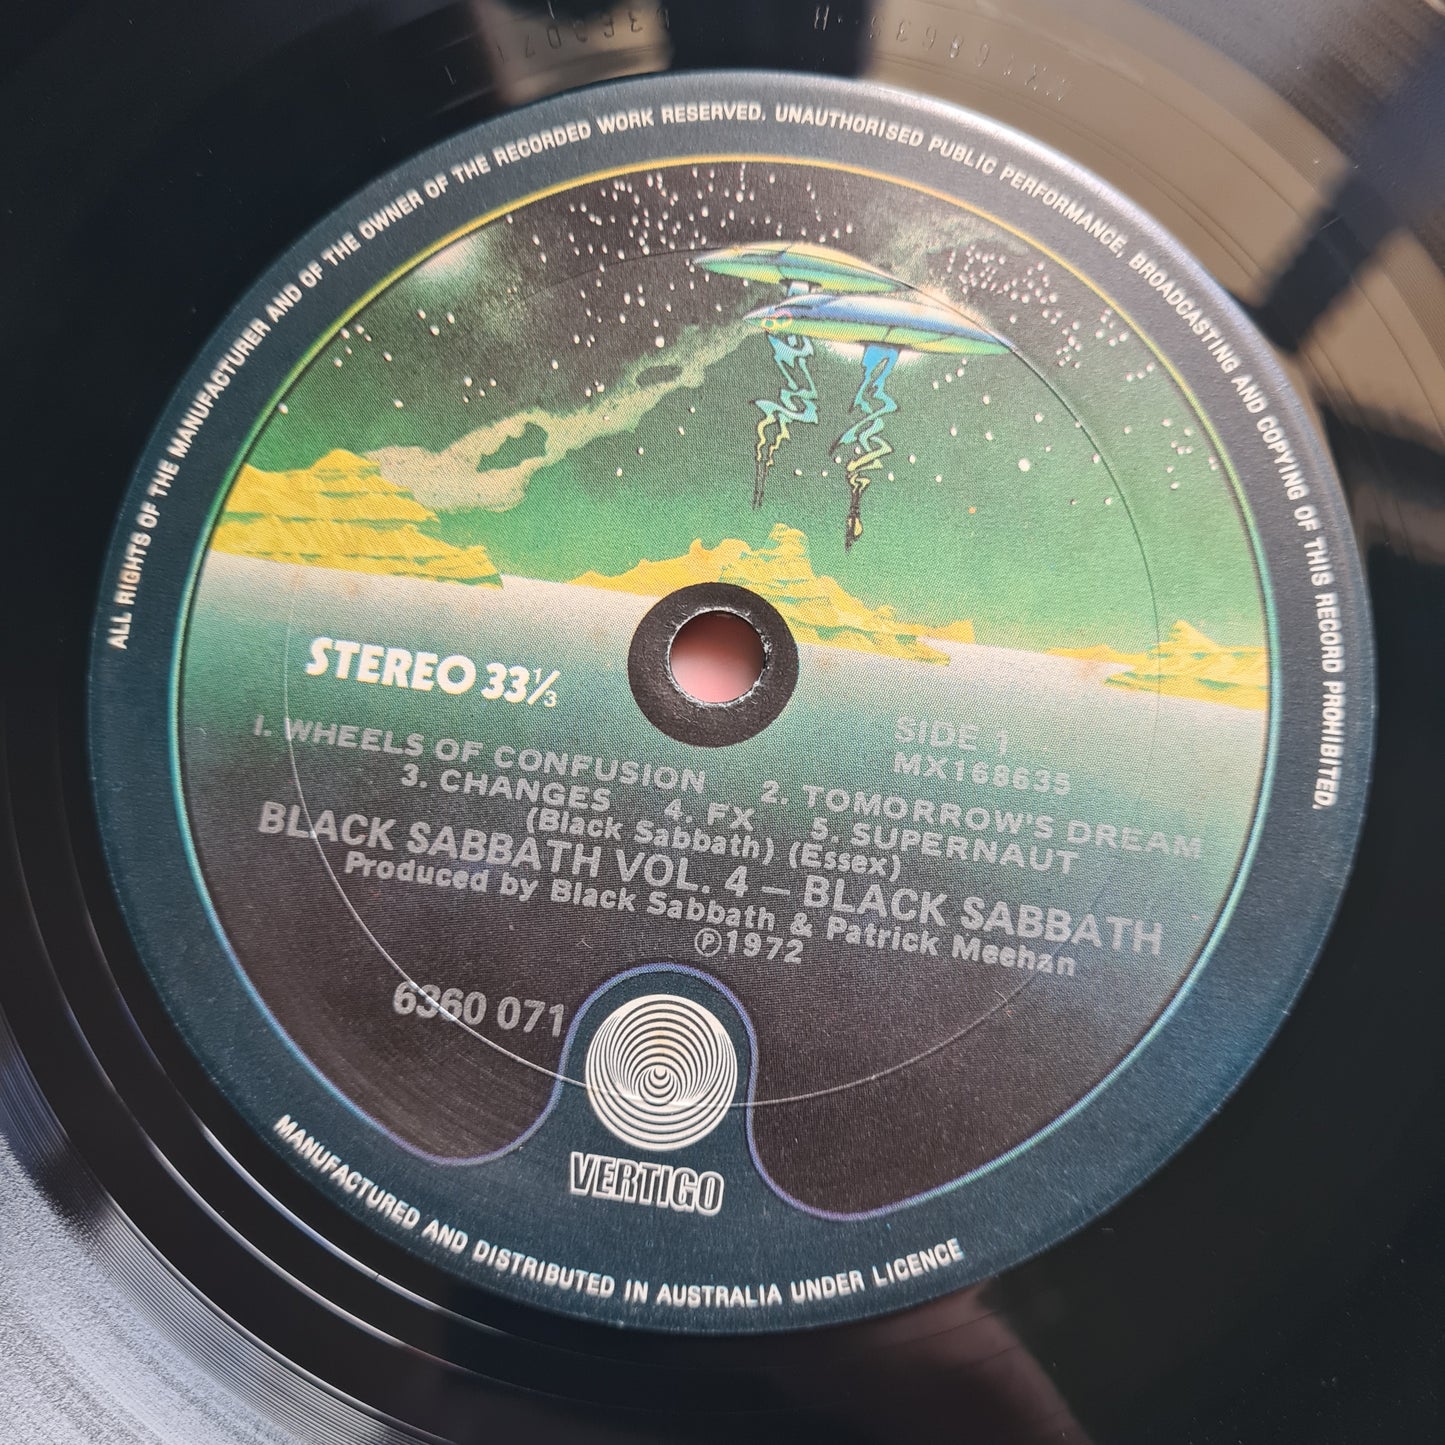 ALL RIGHTS OF THE MANUFACTURER AND OF THE OWNER OF THE RECORDED WORK RESERVED. UNAUTHORISED PUBLIC PERFORMANCE, BROADCASTING AND COPYING OF THIS RECORD PROHIBITED.
STEREO 33⅓
SIDE 1
MX168635
1. WHEELS OF CONFUSION 2. TOMORROW'S DREAM
3. CHANGES 4. FX 5. SUPERNAUT
(Black Sabbath) (Essex)
BLACK SABBATH VOL. 4 – BLACK SABBATH
Produced by Black Sabbath & Patrick Meehan
℗1972
6360 071
VERTIGO
MANUFACTURED AND DISTRIBUTED IN AUSTRALIA UNDER LICENCE